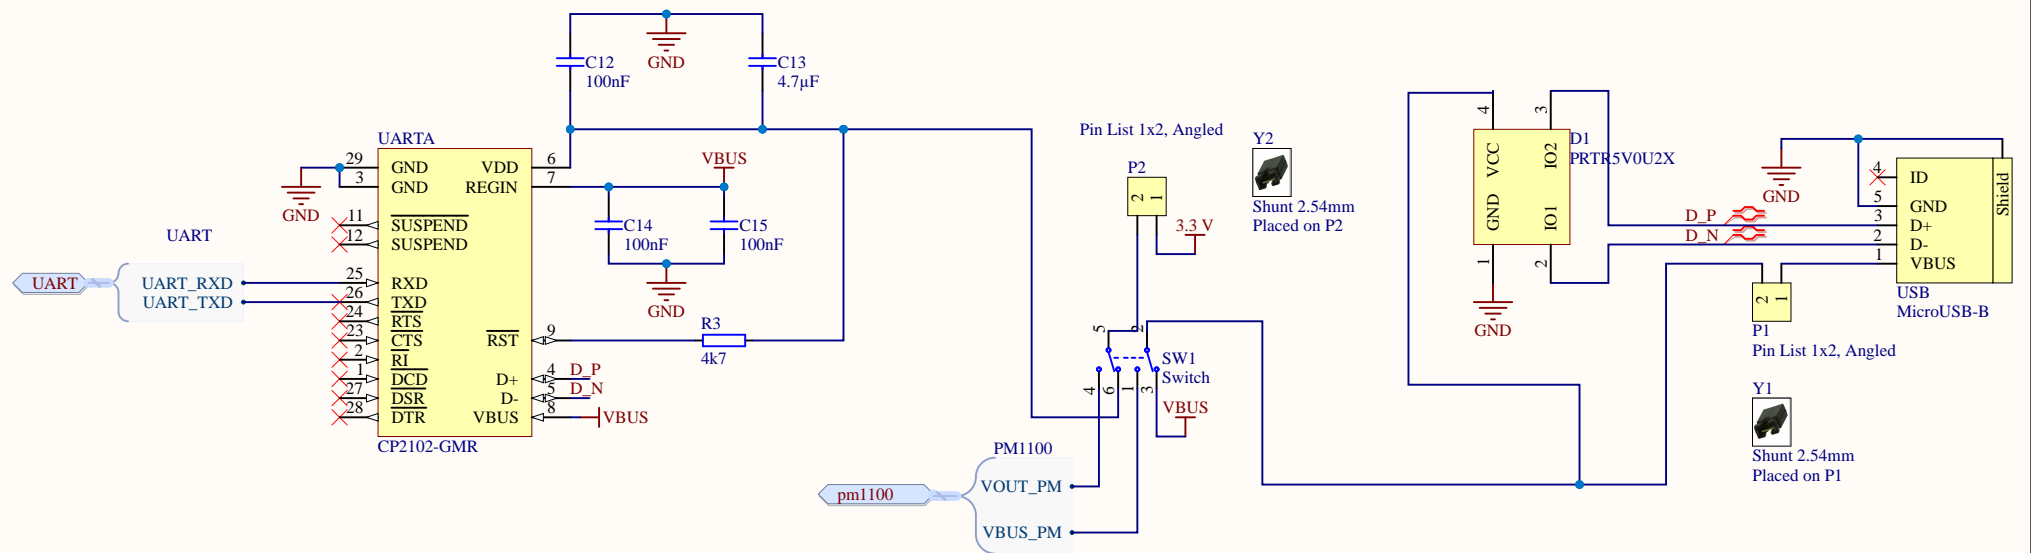 C12
100nF
GND
C13
4.7µF
UARTA
29
GND
3
GND
GND
11
SUSPEND
12
SUSPEND
25
RXD
26
TXD
24
RTS
23
CTS
2
RI
1
DCD
27
DSR
28
DTR
VDD
6
REGIN
7
RST
9
D+
4
D_P
D-
5
D_N
VBUS
8
VBUS
CP2102-GMR
UART
UART
UART_RXD
UART_TXD
VBUS
C14
100nF
C15
100nF
GND
R3
4k7
Pin List 1x2, Angled
P2
2
1
3.3 V
Y2
Shunt 2.54mm
Placed on P2
5
2
SW1
Switch
4
6
1
3
VBUS
PM1100
pm1100
VOUT_PM
VBUS_PM
4
3
D1
PRTR5V0U2X
VCC
IO2
GND
IO1
1
2
GND
D_P
D_N
GND
4
ID
5
GND
3
D+
2
D-
1
VBUS
Shield
USB
MicroUSB-B
2
1
P1
Pin List 1x2, Angled
Y1
Shunt 2.54mm
Placed on P1